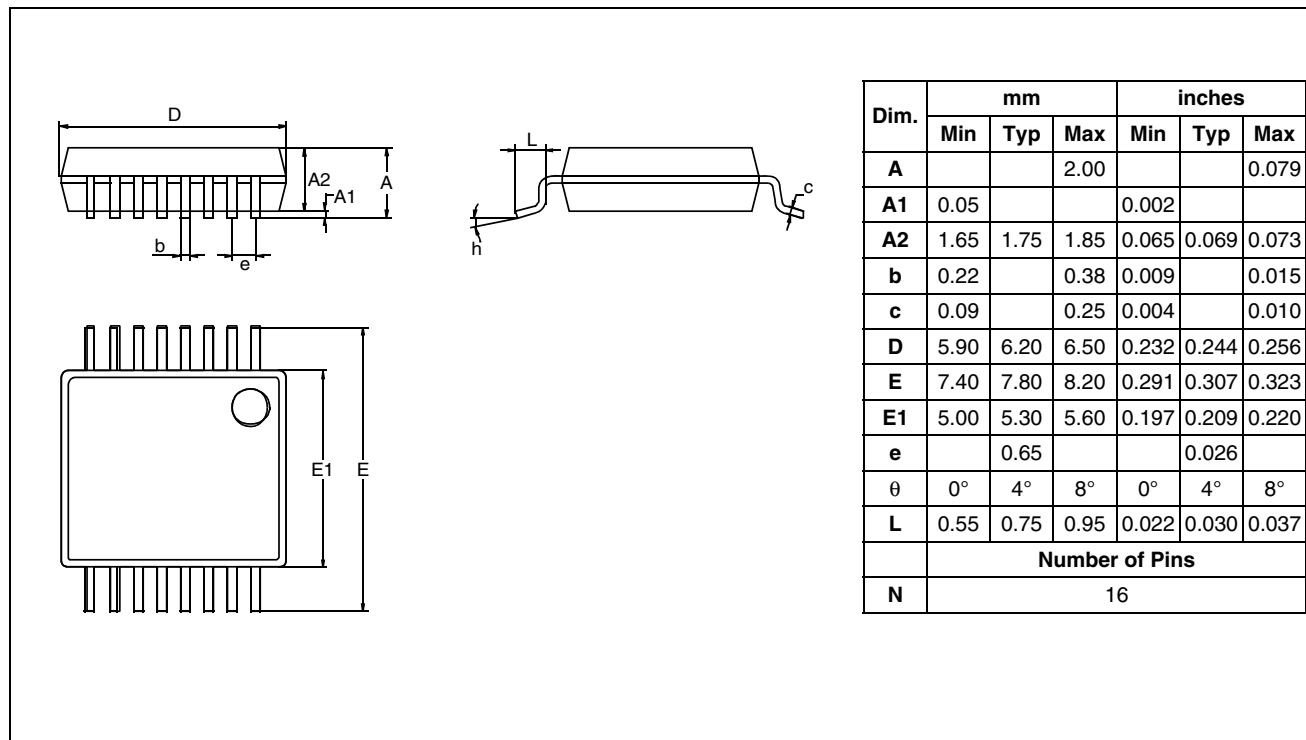 D
A2
A
A1
b
e
L
c
h
E1
E
Dim. mm inches
Min Typ Max Min Typ Max
A 2.00 0.079
A1 0.05 0.002
A2 1.65 1.75 1.85 0.065 0.069 0.073
b 0.22 0.38 0.009 0.015
c 0.09 0.25 0.004 0.010
D 5.90 6.20 6.50 0.232 0.244 0.256
E 7.40 7.80 8.20 0.291 0.307 0.323
E1 5.00 5.30 5.60 0.197 0.209 0.220
e 0.65 0.026
θ 0° 4° 8° 0° 4° 8°
L 0.55 0.75 0.95 0.022 0.030 0.037
Number of Pins
N 16